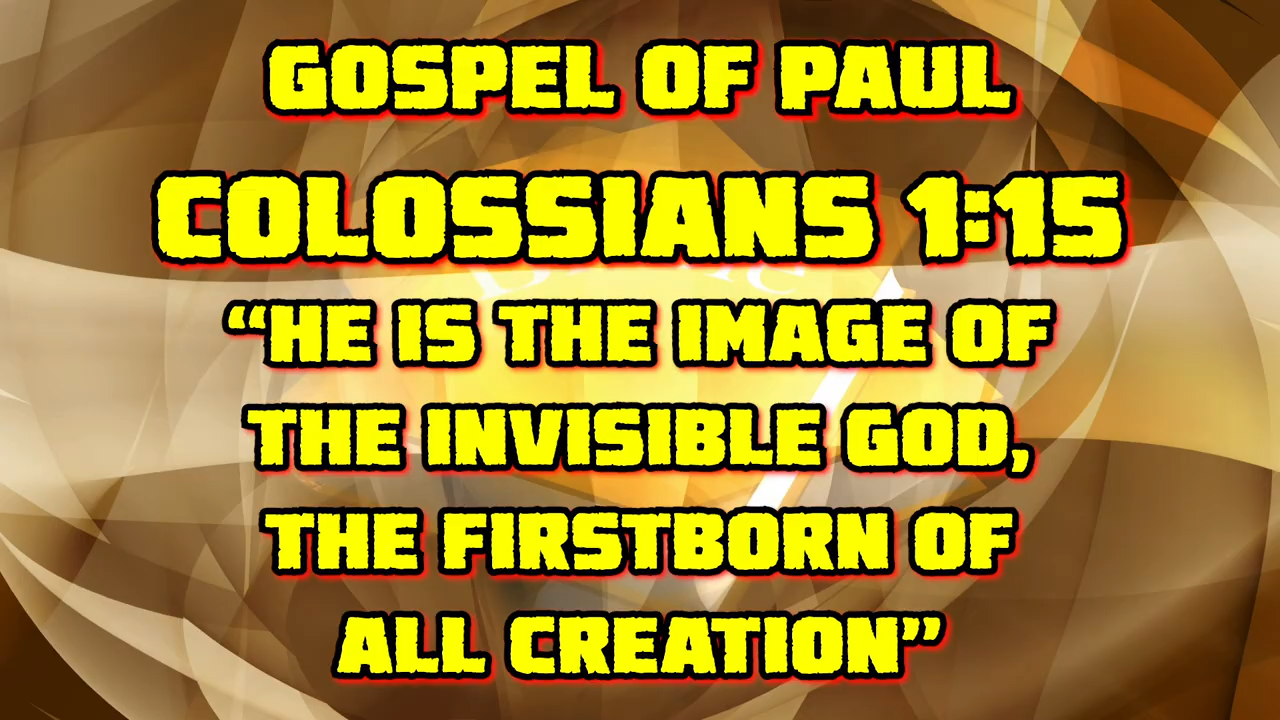 GOSPEL OF PAUL
COLOSSIANS 1:15
“HE IS THE IMAGE OF
THE INVISIBLE GOD,
THE FIRSTBORN OF
ALL CREATION”